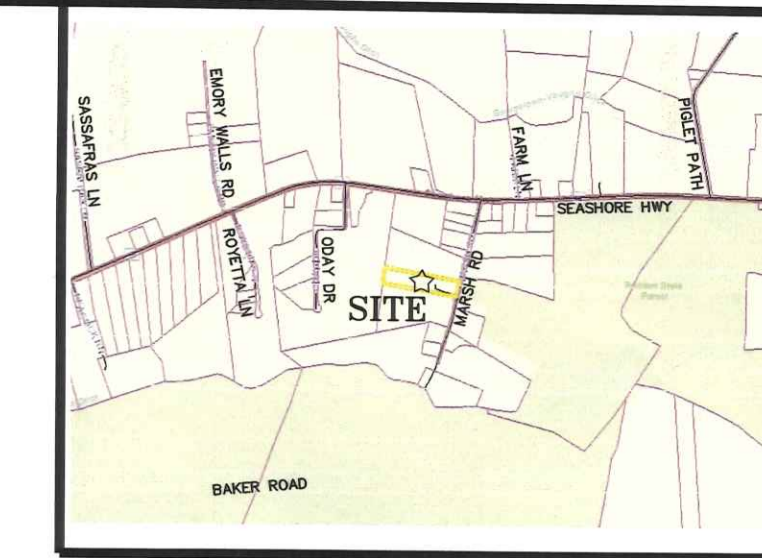 SASSAFRAS LN
EMORY WALLS RD
FARM LN
PIGLET PATH
SEASHORE HWY
ROYETTA LN
ODAY DR
MARSH RD
SITE
BAKER ROAD